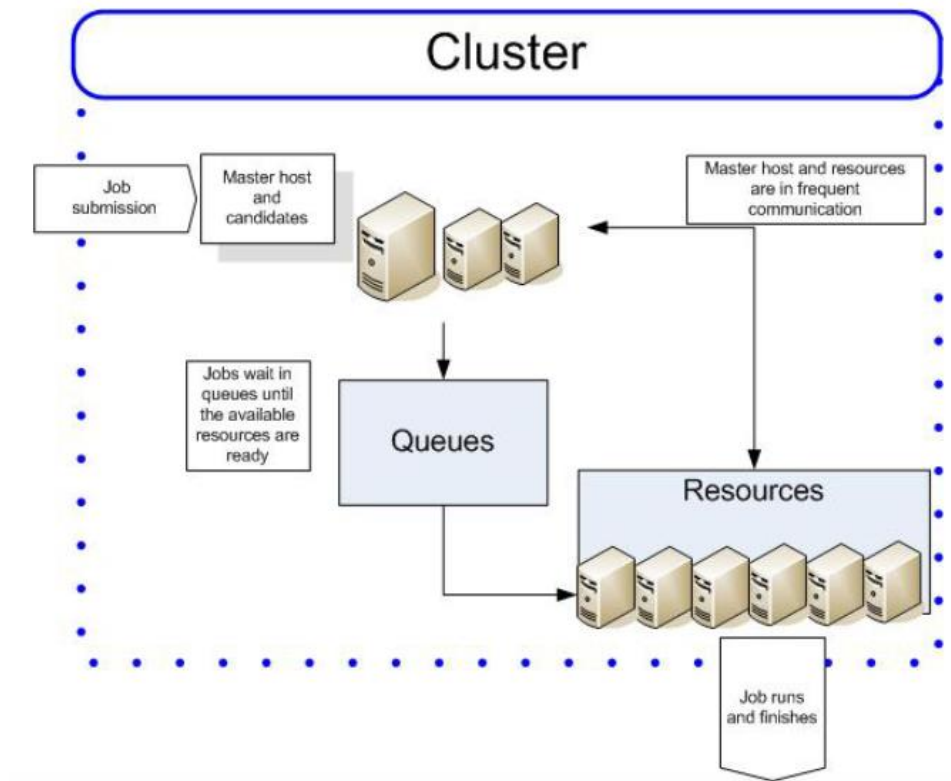 Cluster
Job
submission
Master host
and
candidates
Master host and resources
are in frequent
communication
Jobs wait in
queues until
the available
resources are
ready
Queues
Resources
Job runs
and finishes